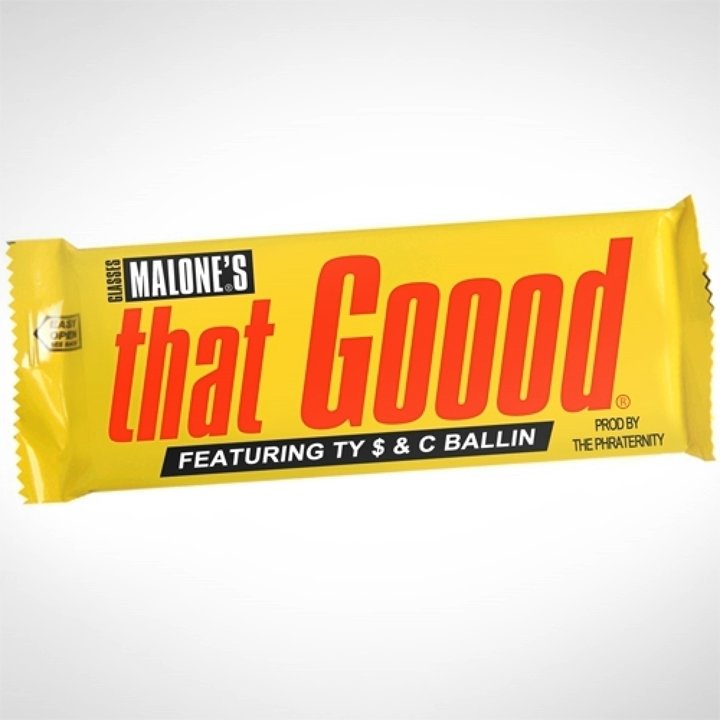 GLASSES
MALONE'S®
that Goood®
FEATURING TY $ & C BALLIN
PROD BY
THE PHRATERNITY
EASY
OPEN